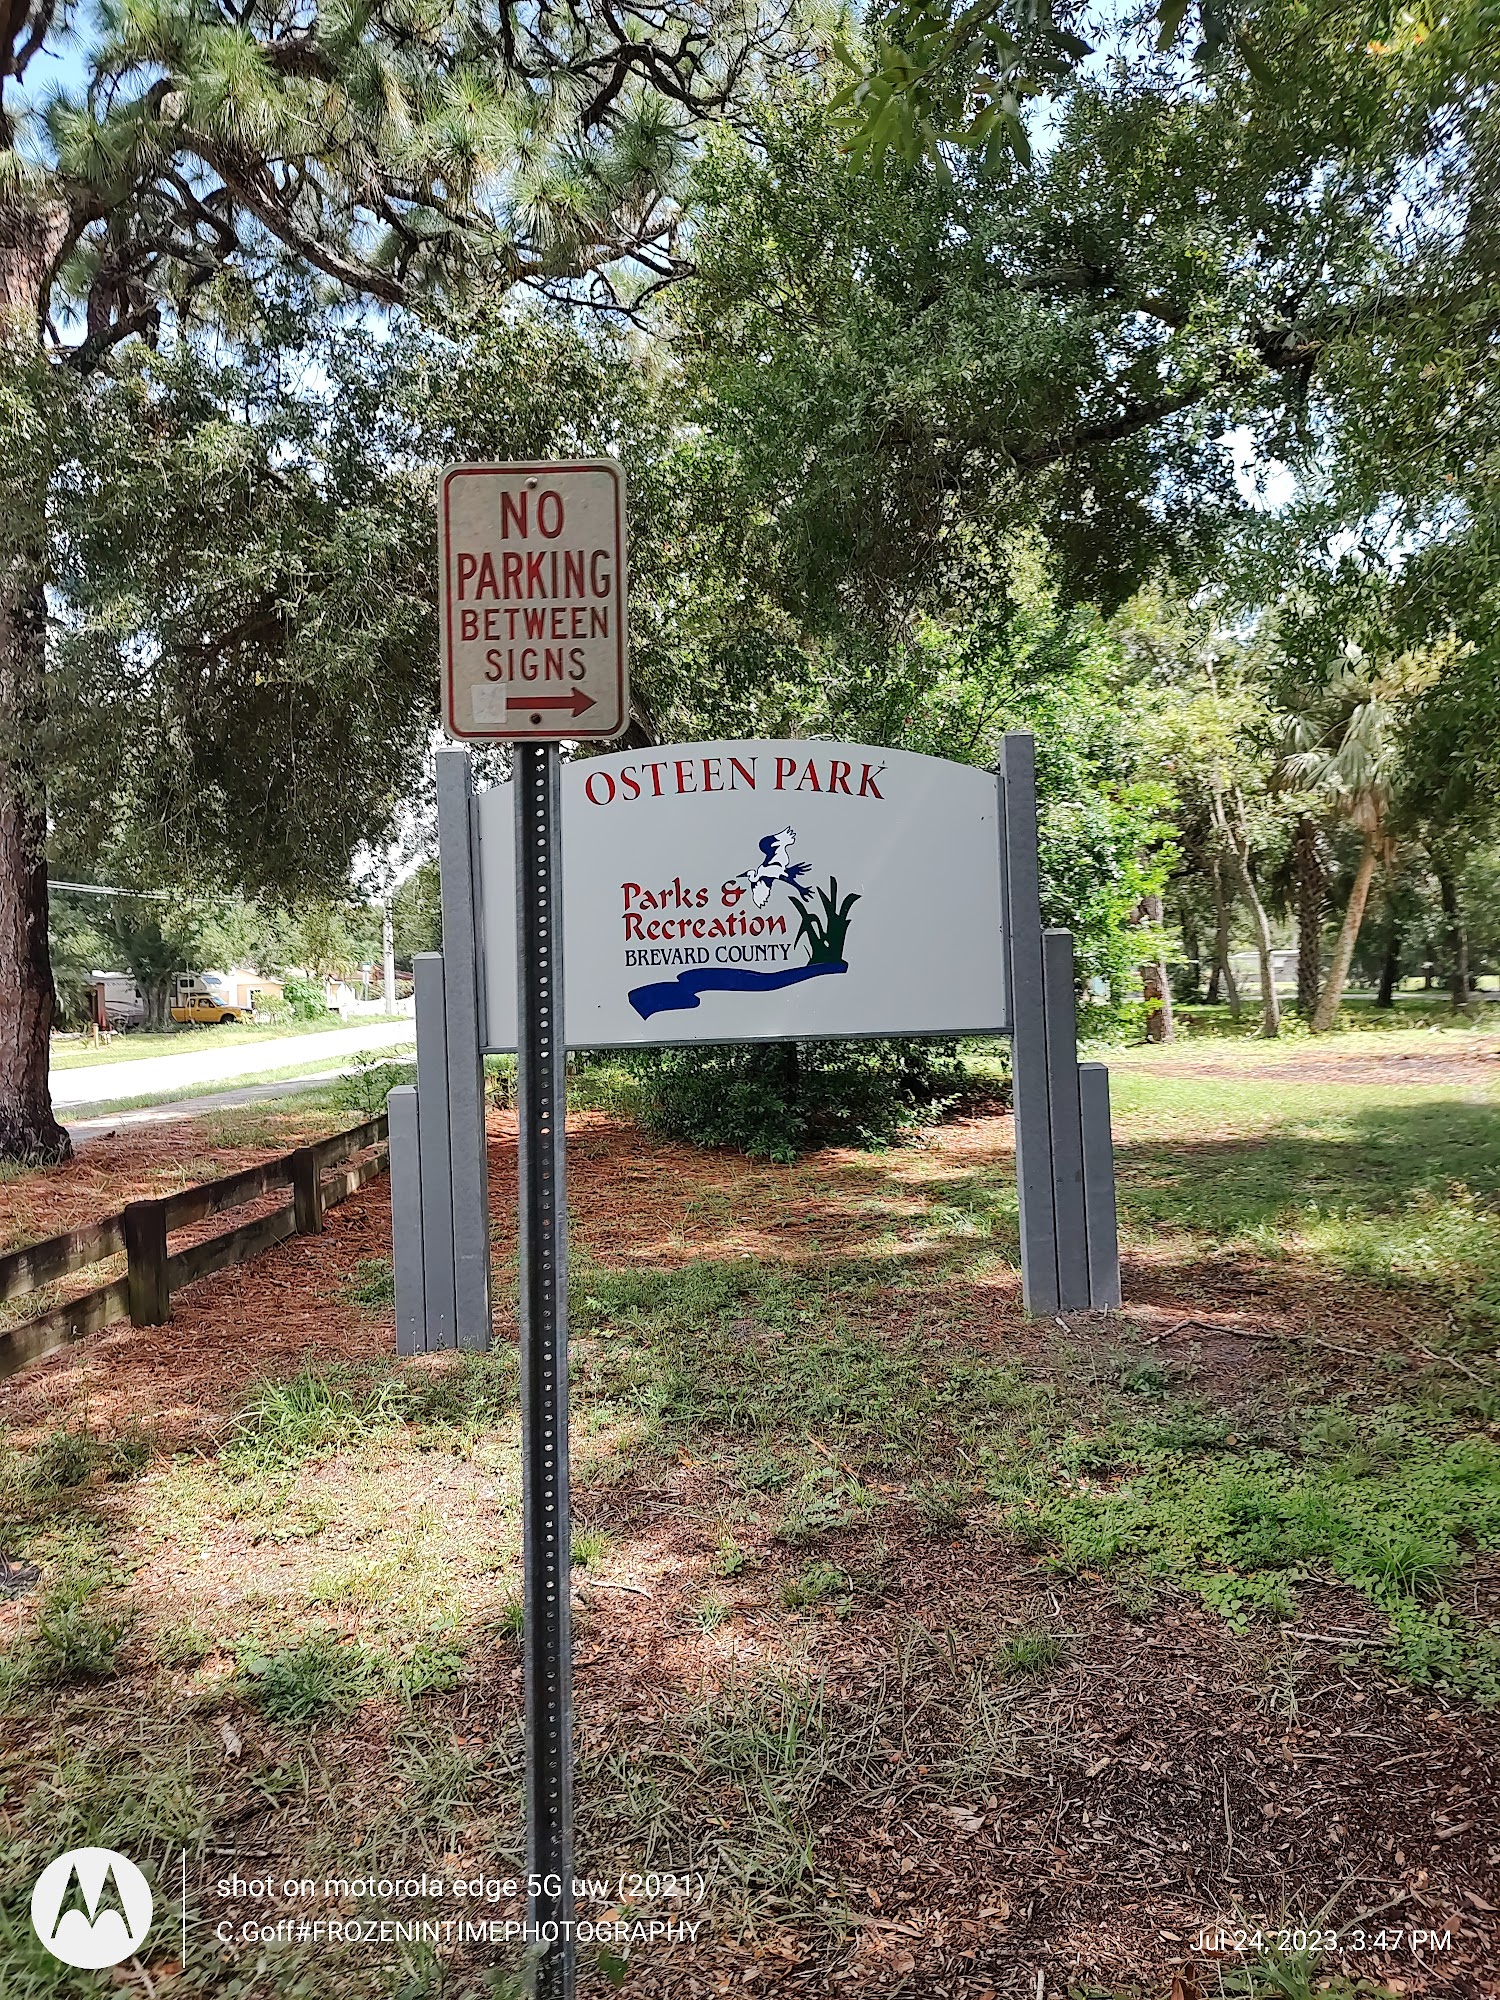 NO
PARKING
BETWEEN
SIGNS
OSTEEN PARK
Parks &
Recreation
BREVARD COUNTY
shot on motorola edge 5G uw (2021)
C.Goff#FROZENINTIMEPHOTOGRAPHY
Jul 24, 2023, 3:47 PM